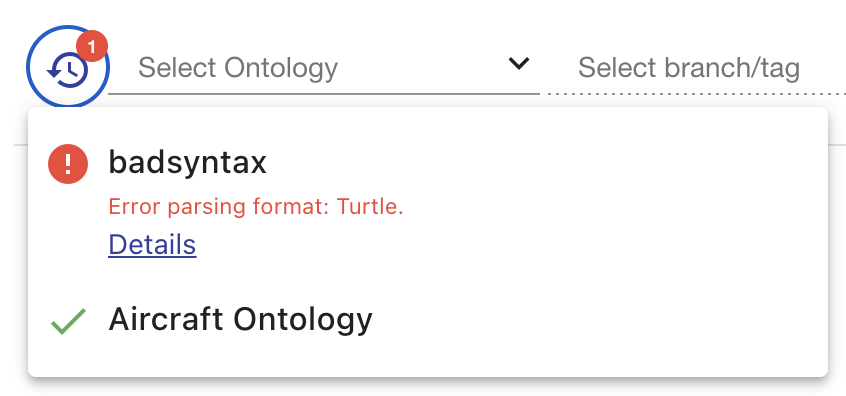 1
Select Ontology
Select branch/tag
badsyntax
Error parsing format: Turtle.
Details
Aircraft Ontology